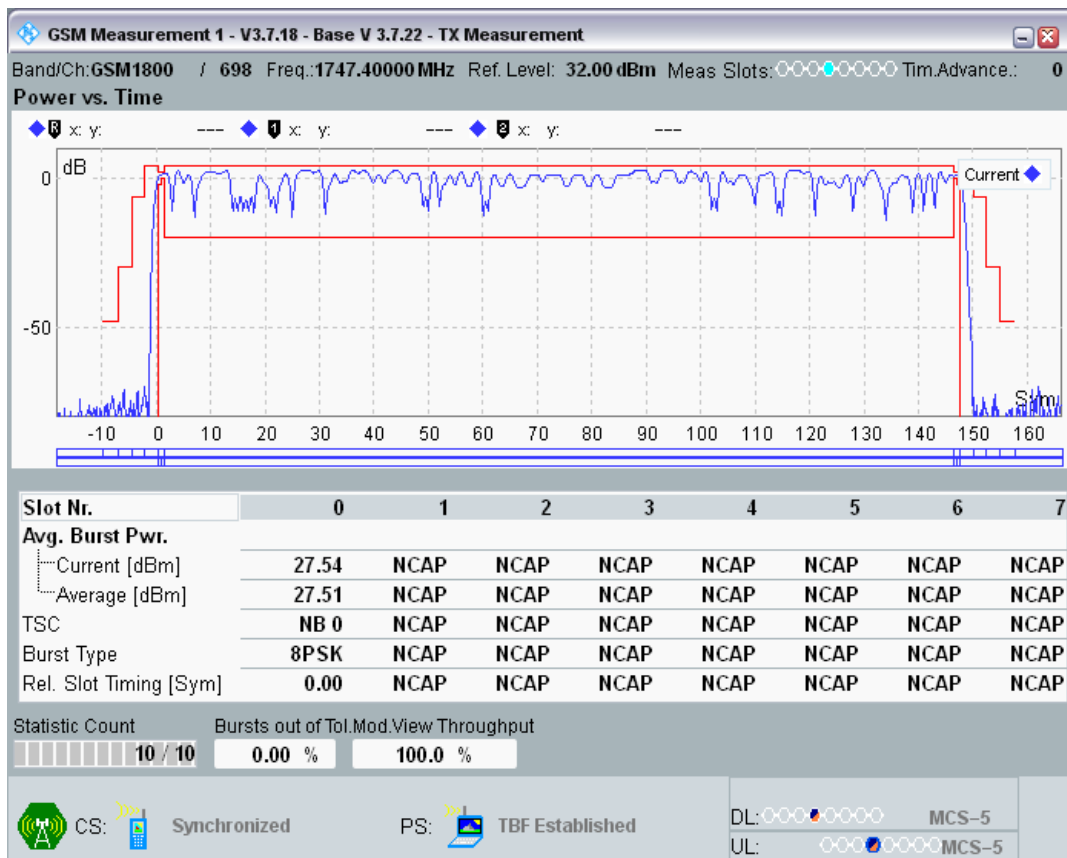 GSM Measurement 1 - V3.7.18 - Base V 3.7.22 - TX Measurement
Band/Ch:GSM1800 / 698 Freq.:1747.40000 MHz Ref. Level: 32.00 dBm Meas Slots: Tim.Advance.: 0
Power vs. Time
R x: y: --- 1 x: y: --- 2 x: y: ---
dB
Current
0
-50
Sym
-10 0 10 20 30 40 50 60 70 80 90 100 110 120 130 140 150 160
Slot Nr. 0 1 2 3 4 5 6 7
Avg. Burst Pwr.
Current [dBm] 27.54 NCAP NCAP NCAP NCAP NCAP NCAP NCAP
Average [dBm] 27.51 NCAP NCAP NCAP NCAP NCAP NCAP NCAP
TSC NB 0 NCAP NCAP NCAP NCAP NCAP NCAP NCAP
Burst Type 8PSK NCAP NCAP NCAP NCAP NCAP NCAP NCAP
Rel. Slot Timing [Sym] 0.00 NCAP NCAP NCAP NCAP NCAP NCAP NCAP
Statistic Count Bursts out of Tol. Mod.View Throughput
10 / 10 0.00 % 100.0 %
CS: Synchronized PS: TBF Established
DL: MCS-5
UL: MCS-5